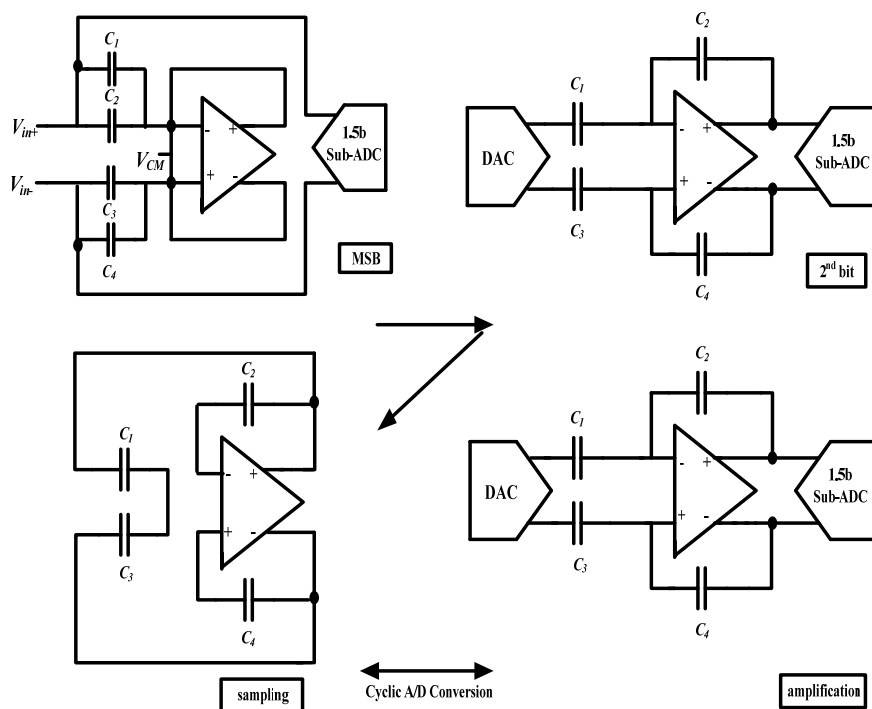 C1
C2
Vin+
VCM
- +
+ -
1.5b
Sub-ADC
Vin-
C3
C4
MSB
C2
C1
DAC
- +
+ -
1.5b
Sub-ADC
C3
C4
2nd bit
C2
C1
- +
+ -
C3
C4
sampling
Cyclic A/D Conversion
C2
C1
DAC
- +
+ -
1.5b
Sub-ADC
C3
C4
amplification